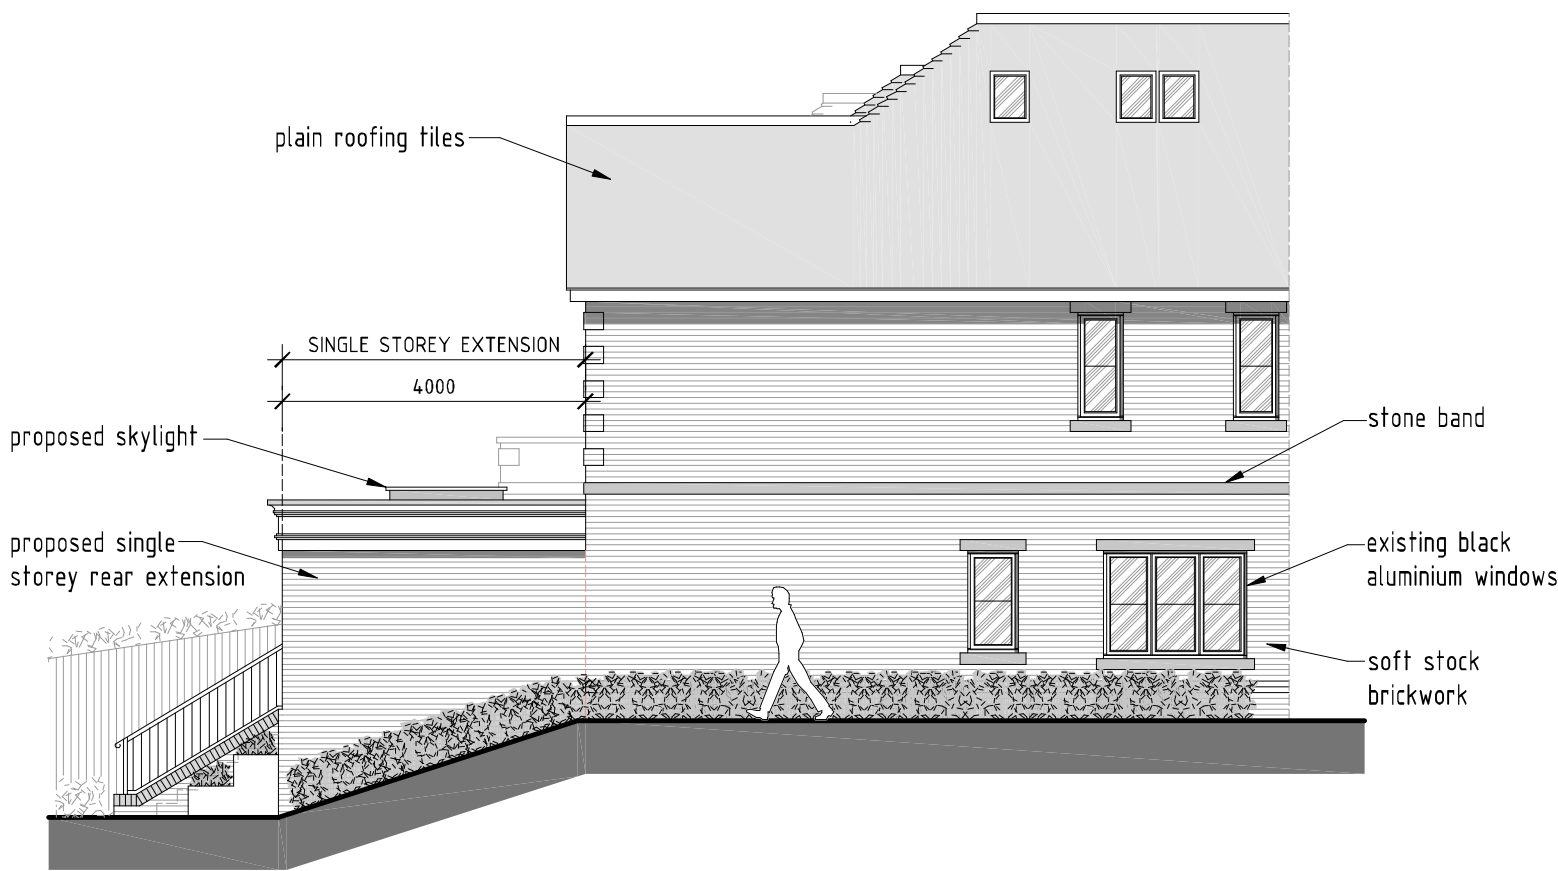 plain roofing tiles
SINGLE STOREY EXTENSION
4000
proposed skylight
stone band
proposed single
storey rear extension
existing black
aluminium windows
soft stock
brickwork